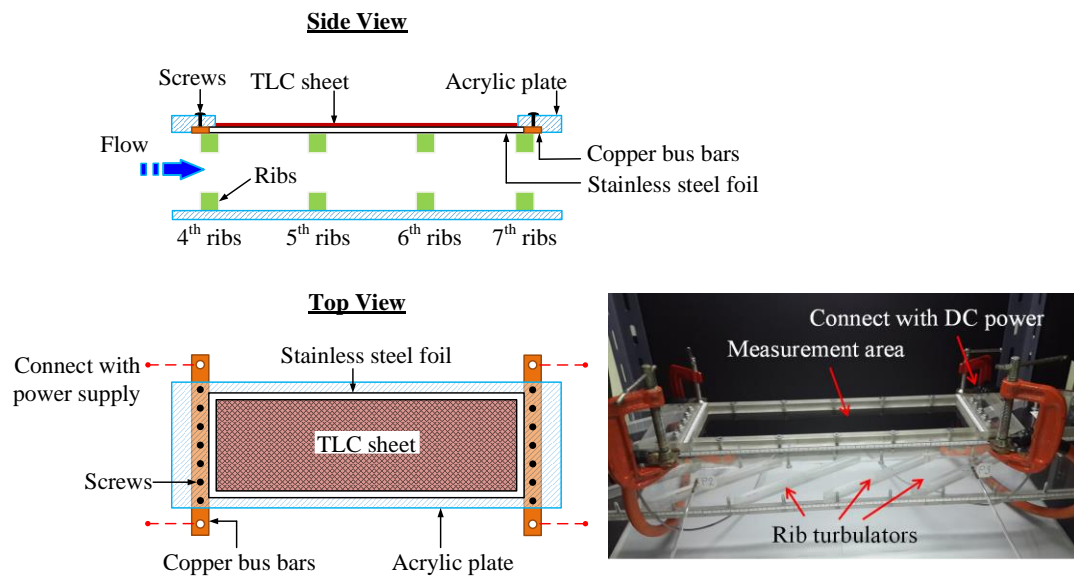 Side View
Screws
TLC sheet
Acrylic plate
Flow
Ribs
Copper bus bars
Stainless steel foil
4th ribs
5th ribs
6th ribs
7th ribs
Top View
Connect with
power supply
Stainless steel foil
TLC sheet
Screws
Copper bus bars
Acrylic plate
Connect with DC power
Measurement area
P2
P1
Rib turbulators